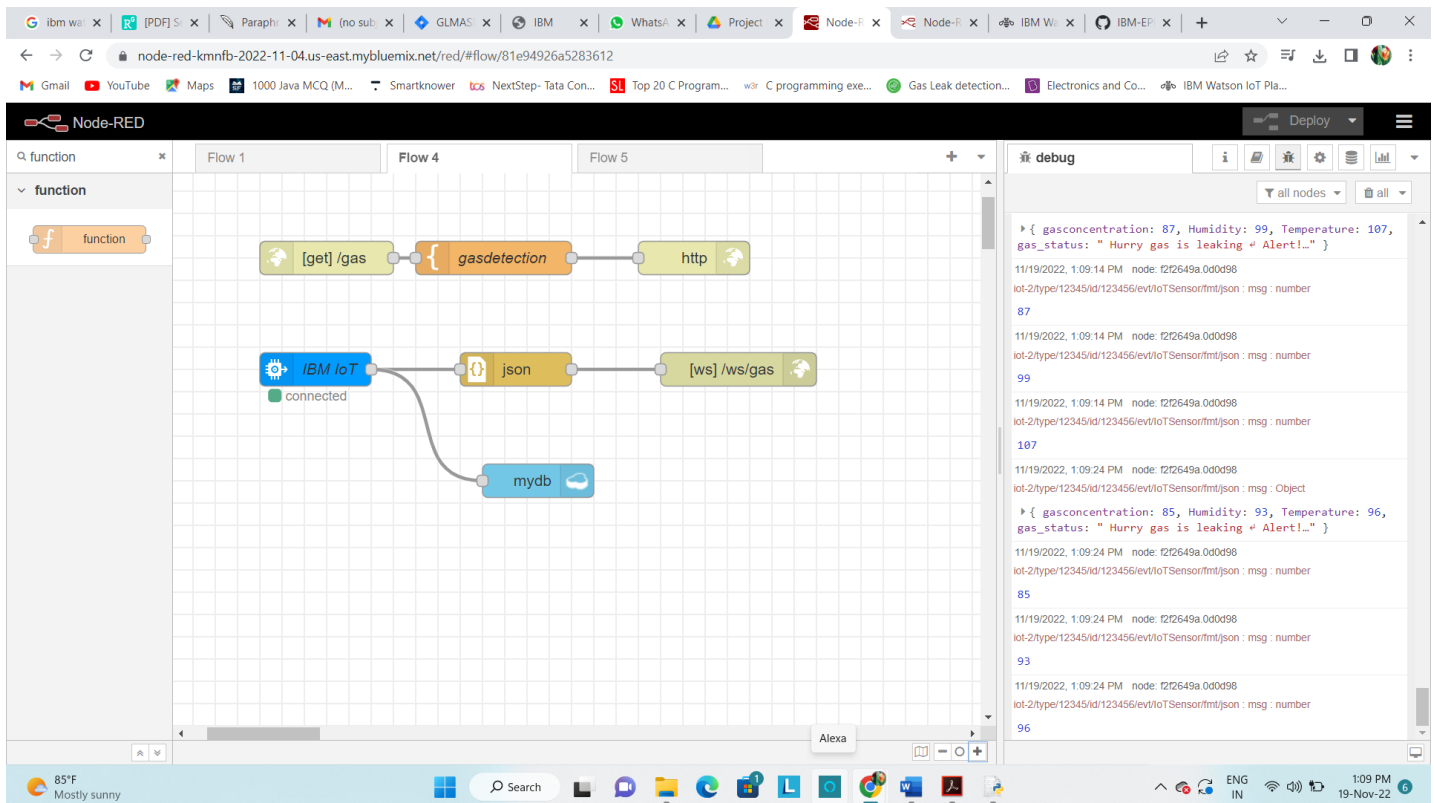 ibm wat
[PDF] S
Paraph
(no sub
GLMAS
IBM
WhatsA
Project
Node-R
Node-R
IBM Wa
IBM-EP
node-red-kmnfb-2022-11-04.us-east.mybluemix.net/red/#flow/81e94926a5283612
Gmail YouTube Maps 1000 Java MCQ (M... Smartknower NextStep- Tata Con... Top 20 C Program... C programming exe... Gas Leak detection... Electronics and Co... IBM Watson IoT Pla...
Node-RED
Deploy
function
Flow 1
Flow 4
Flow 5
debug
function
all nodes
all
function
[get] /gas
gasdetection
http
IBM IoT
json
[ws] /ws/gas
connected
mydb
{ gasconcentration: 87, Humidity: 99, Temperature: 107,
gas_status: " Hurry gas is leaking ↵ Alert!…" }
11/19/2022, 1:09:14 PM node: f2f2649a.0d0d98
iot-2/type/12345/id/123456/evt/IoTSensor/fmt/json : msg : number
87
11/19/2022, 1:09:14 PM node: f2f2649a.0d0d98
iot-2/type/12345/id/123456/evt/IoTSensor/fmt/json : msg : number
99
11/19/2022, 1:09:14 PM node: f2f2649a.0d0d98
iot-2/type/12345/id/123456/evt/IoTSensor/fmt/json : msg : number
107
11/19/2022, 1:09:24 PM node: f2f2649a.0d0d98
iot-2/type/12345/id/123456/evt/IoTSensor/fmt/json : msg : Object
{ gasconcentration: 85, Humidity: 93, Temperature: 96,
gas_status: " Hurry gas is leaking ↵ Alert!…" }
11/19/2022, 1:09:24 PM node: f2f2649a.0d0d98
iot-2/type/12345/id/123456/evt/IoTSensor/fmt/json : msg : number
85
11/19/2022, 1:09:24 PM node: f2f2649a.0d0d98
iot-2/type/12345/id/123456/evt/IoTSensor/fmt/json : msg : number
93
11/19/2022, 1:09:24 PM node: f2f2649a.0d0d98
iot-2/type/12345/id/123456/evt/IoTSensor/fmt/json : msg : number
96
Alexa
85°F
Mostly sunny
Search
ENG
IN
1:09 PM
19-Nov-22
6